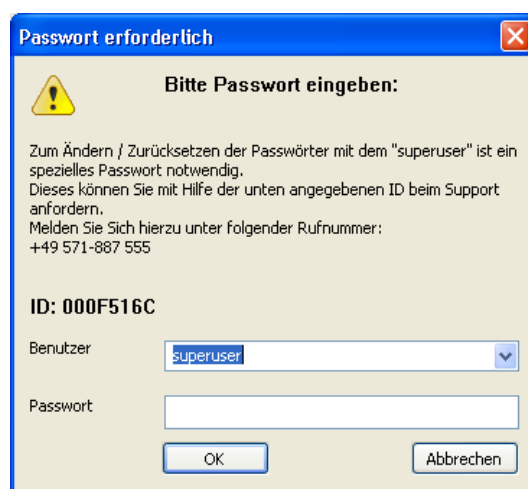 Passwort erforderlich
Bitte Passwort eingeben:
Zum Ändern / Zurücksetzen der Passwörter mit dem "superuser" ist ein
spezielles Passwort notwendig.
Dieses können Sie mit Hilfe der unten angegebenen ID beim Support
anfordern.
Melden Sie Sich hierzu unter folgender Rufnummer:
+49 571-887 555
ID: 000F516C
Benutzer superuser
Passwort
OK Abbrechen